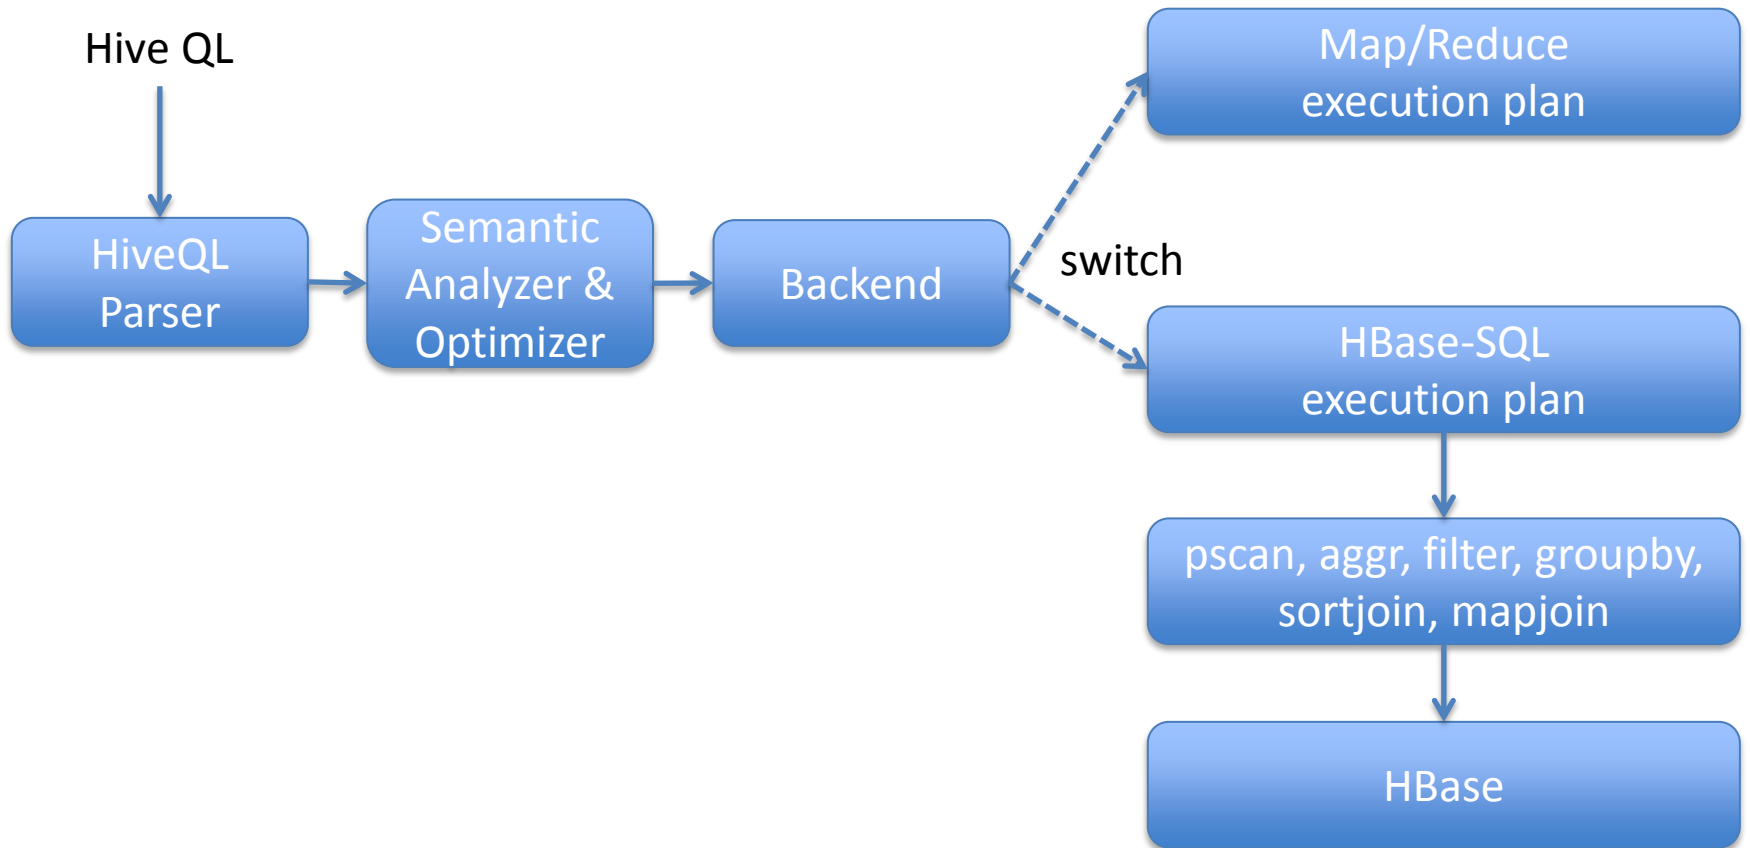 Hive QL
HiveQL
Parser
Semantic
Analyzer &
Optimizer
Backend
switch
Map/Reduce
execution plan
HBase-SQL
execution plan
pscan, aggr, filter, groupby,
sortjoin, mapjoin
HBase